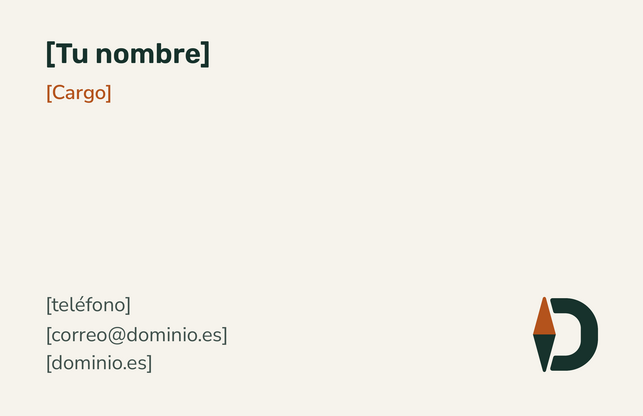 [Tu nombre]
[Cargo]
[teléfono]
[correo@dominio.es]
[dominio.es]
D